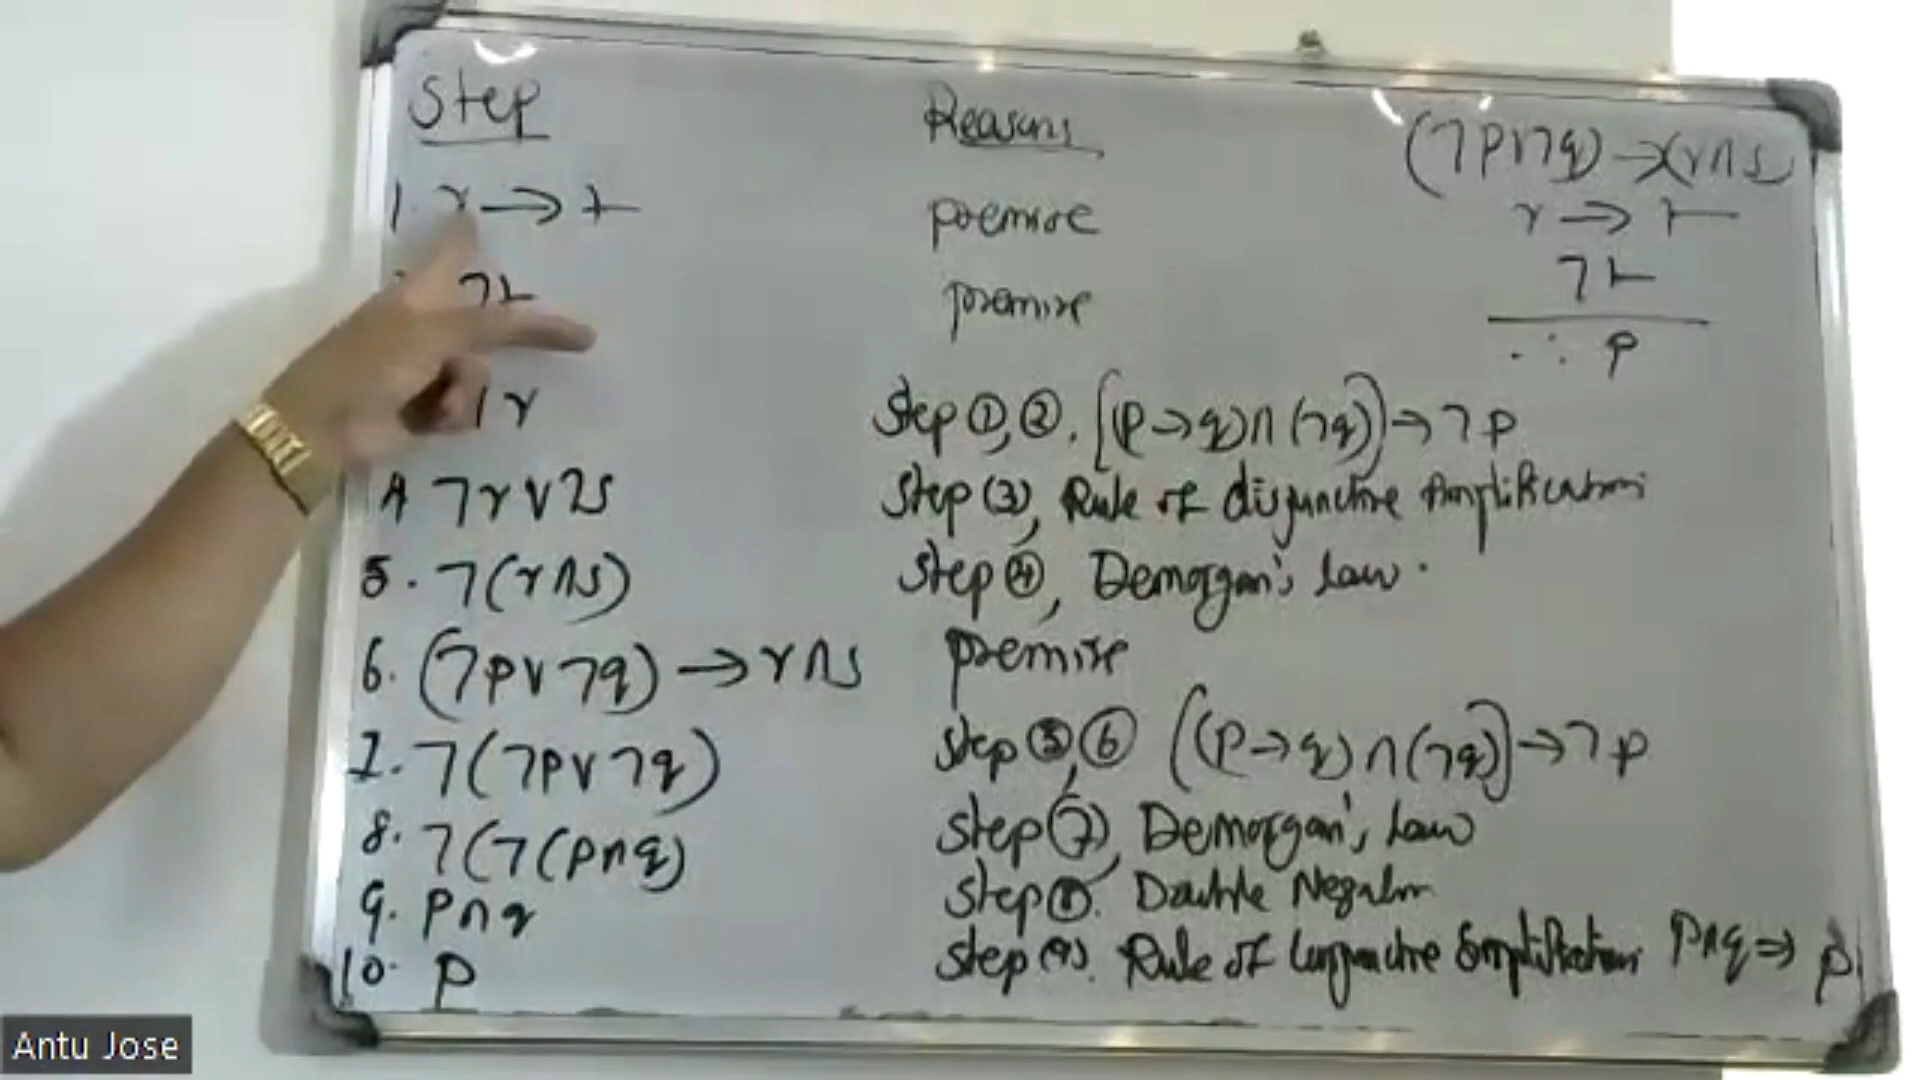 Step Reasons (¬p∨¬q)→(r∧s)
1. r → t premise r → t
¬t premise ¬t
∴ p
¬r Step ①,②. [(p→q)∧(¬q)]→¬p
4 ¬r∨¬s Step (3), Rule of disjunctive Amplification
5. ¬(r∧s) Step ④, Demorgan's Law.
6. (¬p∨¬q)→r∧s premise
7. ¬(¬p∨¬q) Step ⑤,⑥ [(p→q)∧(¬q)]→¬p
8. ¬(¬(p∧q) Step (7), Demorgan's Law
9. p∧q Step ⑧. Double Negation
10. p Step (9). Rule of Conjunctive Simplification p∧q ⇒ p
Antu Jose